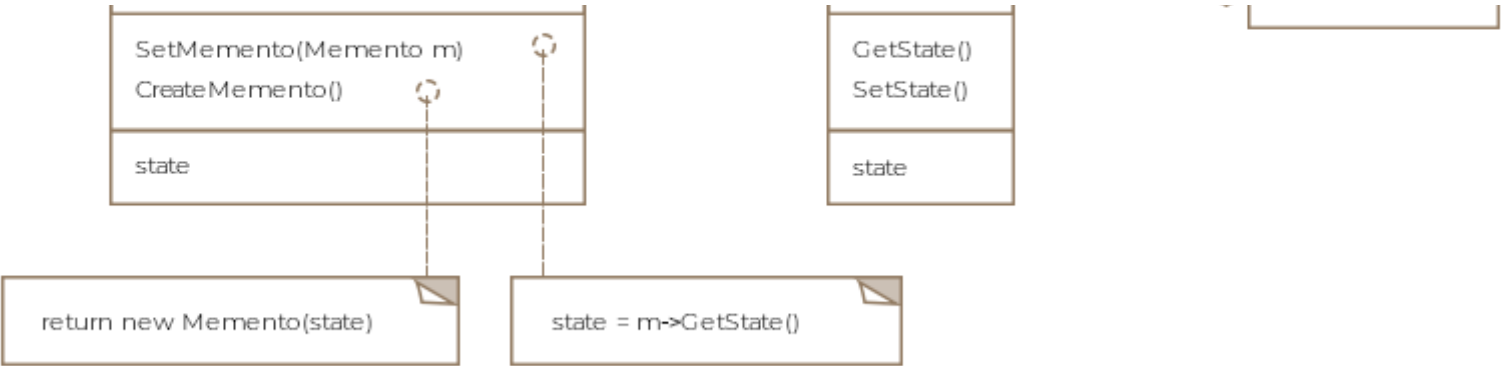 SetMemento(Memento m)
CreateMemento()
state
GetState()
SetState()
state
return new Memento(state)
state = m->GetState()